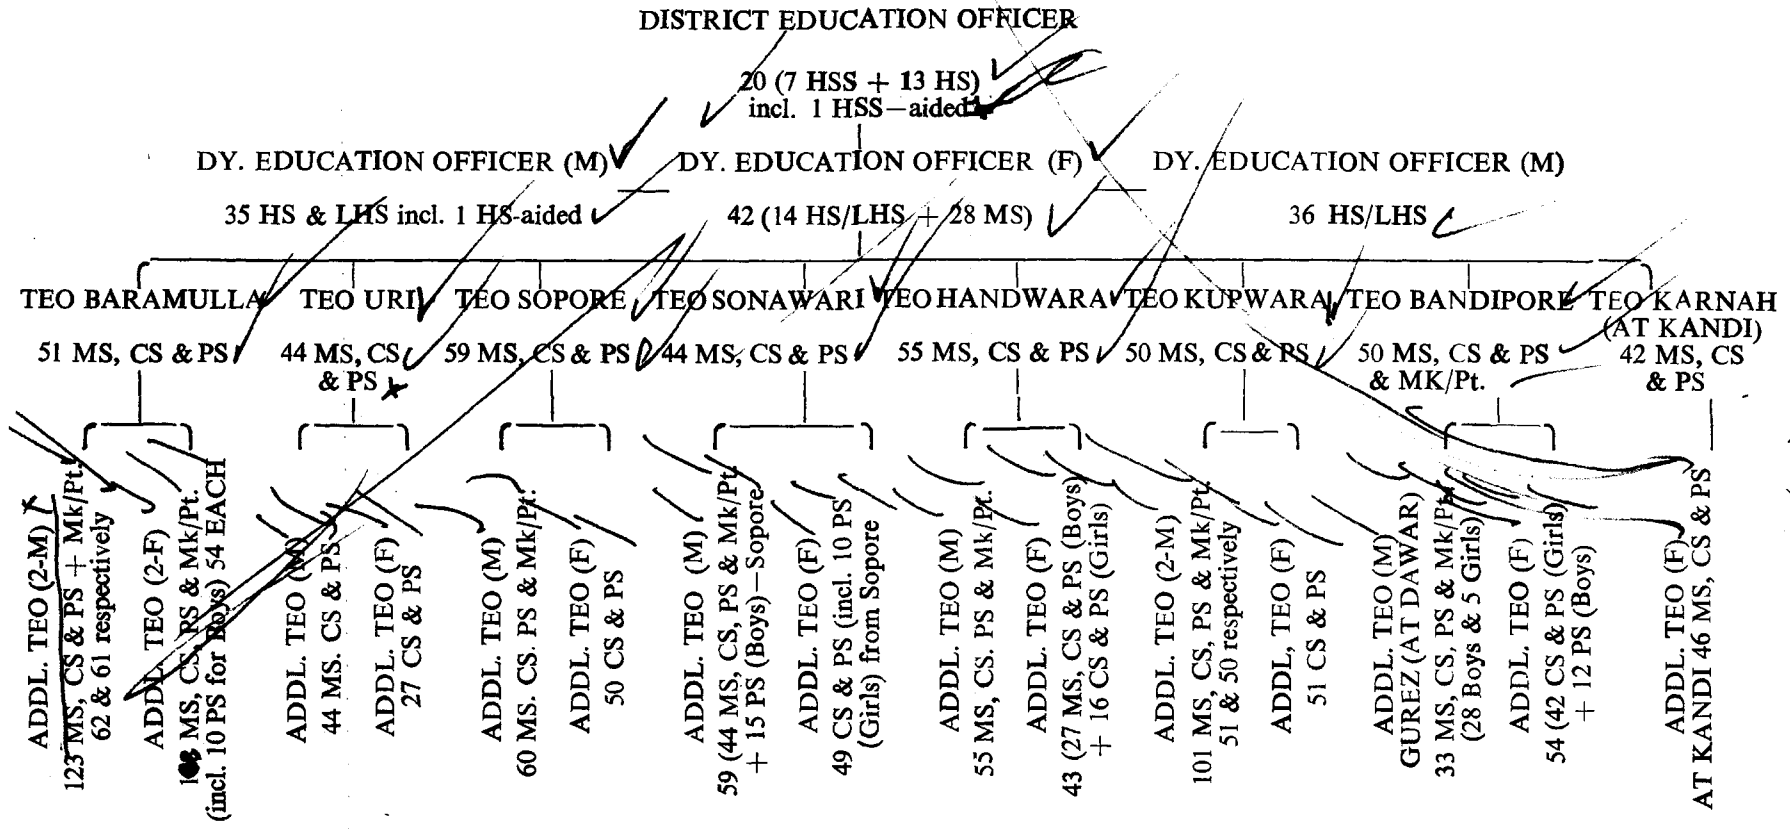 DISTRICT EDUCATION OFFICER
20 (7 HSS + 13 HS)
incl. 1 HSS—aided
DY. EDUCATION OFFICER (M)
35 HS & LHS incl. 1 HS-aided
DY. EDUCATION OFFICER (F)
42 (14 HS/LHS + 28 MS)
DY. EDUCATION OFFICER (M)
36 HS/LHS
TEO BARAMULLA
51 MS, CS & PS
TEO URI
44 MS, CS
& PS
TEO SOPORE
59 MS, CS & PS
TEO SONAWARI
44 MS, CS & PS
TEO HANDWARA
55 MS, CS & PS
TEO KUPWARA
50 MS, CS & PS
TEO BANDIPORE
50 MS, CS & PS
& MK/Pt.
TEO KARNAH
(AT KANDI)
42 MS, CS
& PS
ADDL. TEO (2-M)
123 MS, CS & PS + Mk/Pt.
62 & 61 respectively
ADDL. TEO (2-F)
MS, CS, PS & Mk/Pt.
(incl. 10 PS for Boys) 54 EACH
ADDL. TEO (M)
44 MS. CS & PS
ADDL. TEO (F)
27 CS & PS
ADDL. TEO (M)
60 MS. CS. PS & Mk/Pt.
ADDL. TEO (F)
50 CS & PS
ADDL. TEO (M)
59 (44 MS, CS, PS & Mk/Pt.
+ 15 PS (Boys)—Sopore
ADDL. TEO (F)
49 CS & PS (incl. 10 PS
(Girls) from Sopore
ADDL. TEO (M)
55 MS, CS. PS & Mk/Pt.
ADDL. TEO (F)
43 (27 MS, CS & PS (Boys)
+ 16 CS & PS (Girls)
ADDL. TEO (2-M)
101 MS, CS, PS & Mk/Pt.
51 & 50 respectively
ADDL, TEO (F)
51 CS & PS
ADDL. TEO (M)
GUREZ (AT DAWAR)
33 MS, CS, PS & Mk/Pt.
(28 Boys & 5 Girls)
ADDL. TEO (F)
54 (42 CS & PS (Girls)
+ 12 PS (Boys)
ADDL. TEO (F)
AT KANDI 46 MS, CS & PS